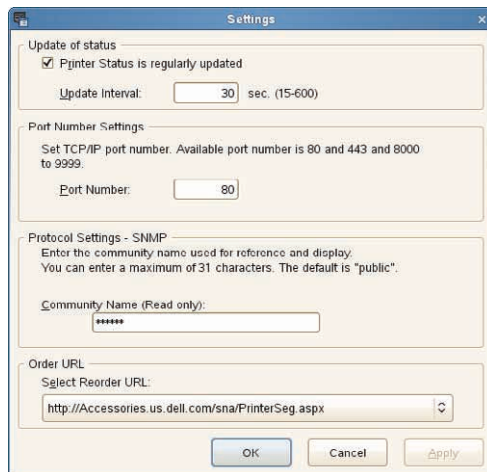 Settings
Update of status
Printer Status is regularly updated
Update Interval: 30 sec. (15-600)
Port Number Settings
Set TCP/IP port number. Available port number is 80 and 443 and 8000
to 9999.
Port Number: 80
Protocol Settings - SNMP
Enter the community name used for reference and display.
You can enter a maximum of 31 characters. The default is "public".
Community Name (Read only):
******
Order URL
Select Reorder URL:
http://Accessories.us.dell.com/sna/PrinterSeg.aspx
OK Cancel Apply